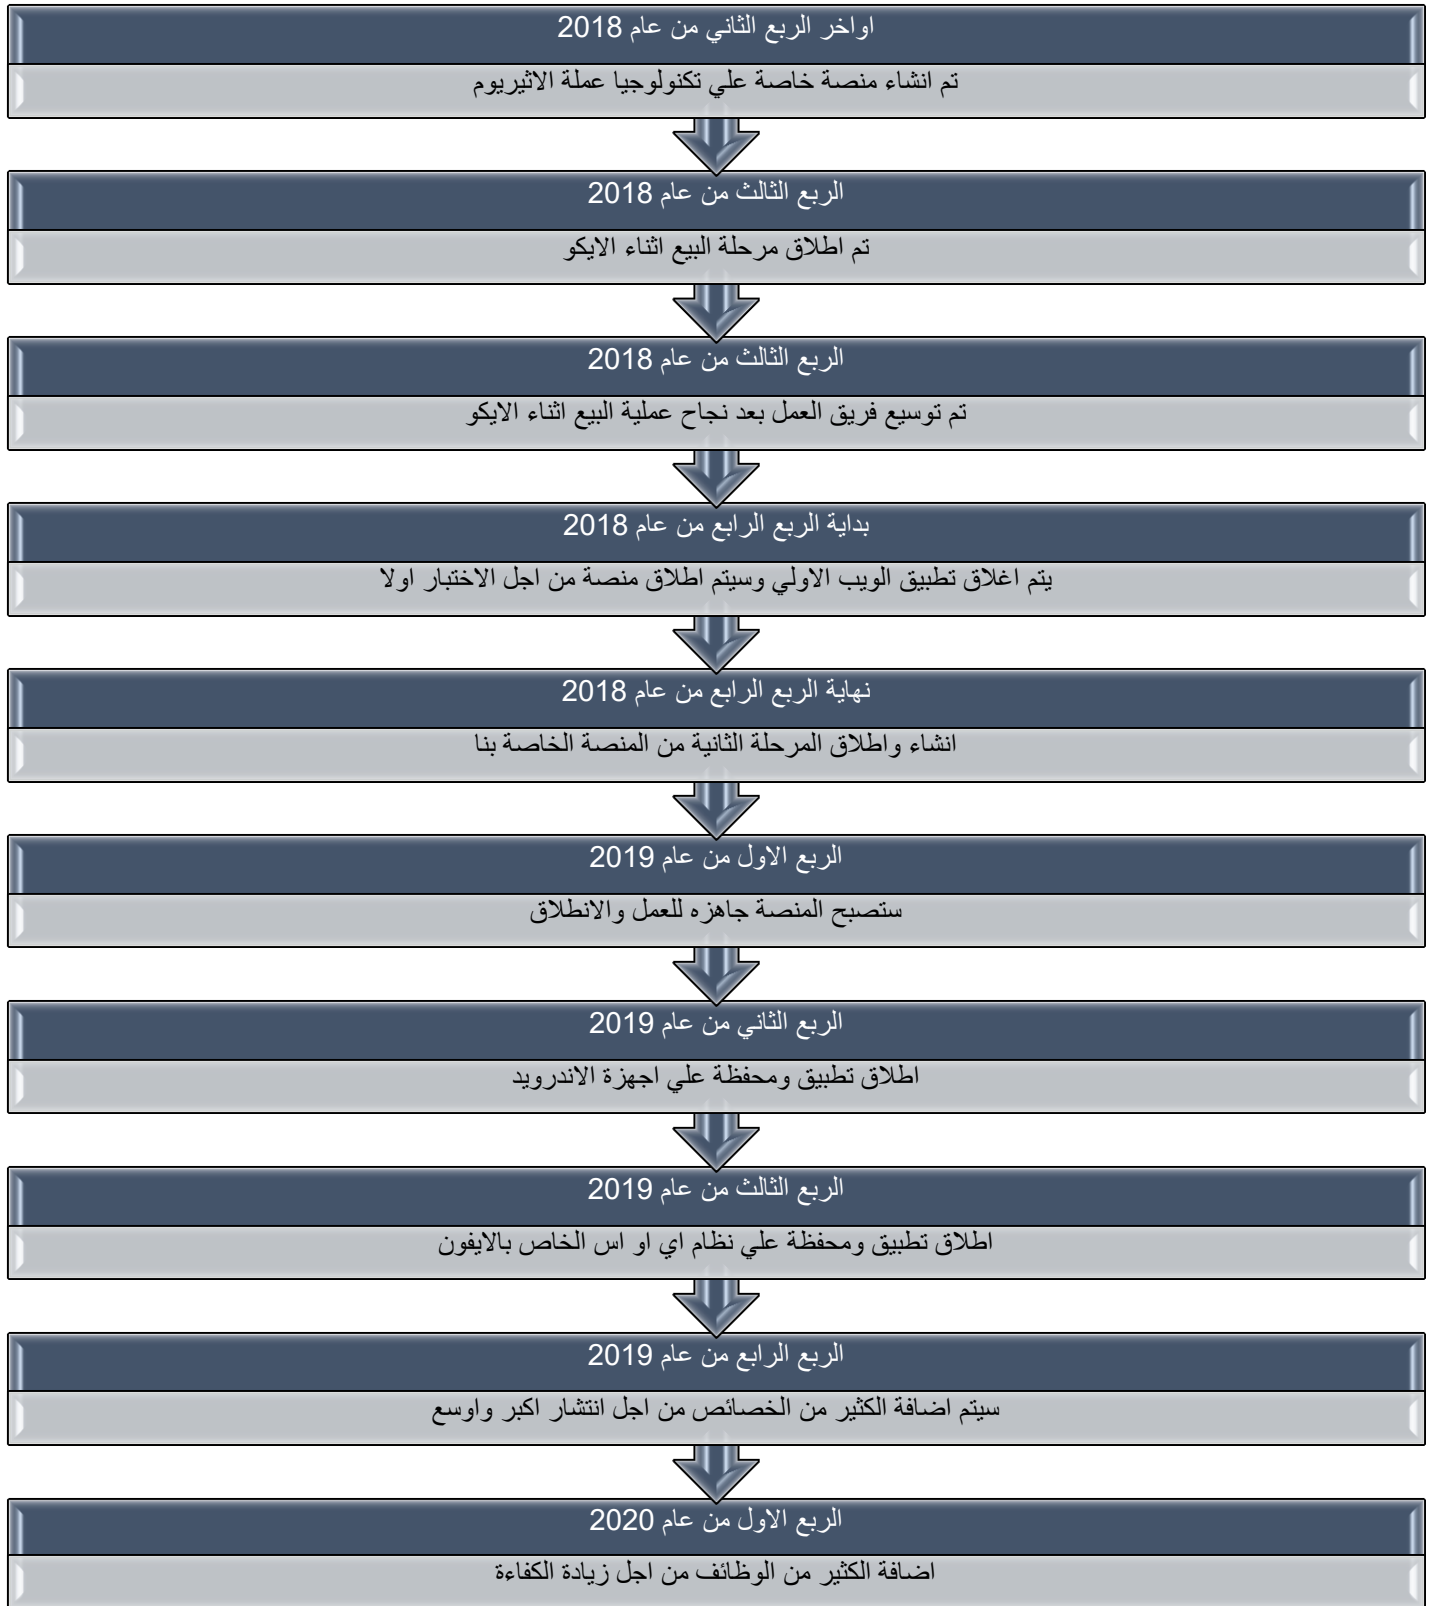 اواخر الربع الثاني من عام 2018
تم انشاء منصة خاصة علي تكنولوجيا عملة الاثيريوم
الربع الثالث من عام 2018
تم اطلاق مرحلة البيع اثناء الايكو
الربع الثالث من عام 2018
تم توسيع فريق العمل بعد نجاح عملية البيع اثناء الايكو
بداية الربع الرابع من عام 2018
يتم اغلاق تطبيق الويب الاولي وسيتم اطلاق منصة من اجل الاختبار اولا
نهاية الربع الرابع من عام 2018
انشاء واطلاق المرحلة الثانية من المنصة الخاصة بنا
الربع الاول من عام 2019
ستصبح المنصة جاهزه للعمل والانطلاق
الربع الثاني من عام 2019
اطلاق تطبيق ومحفظة علي اجهزة الاندرويد
الربع الثالث من عام 2019
اطلاق تطبيق ومحفظة علي نظام اي او اس الخاص بالايفون
الربع الرابع من عام 2019
سيتم اضافة الكثير من الخصائص من اجل انتشار اكبر واوسع
الربع الاول من عام 2020
اضافة الكثير من الوظائف من اجل زيادة الكفاءة